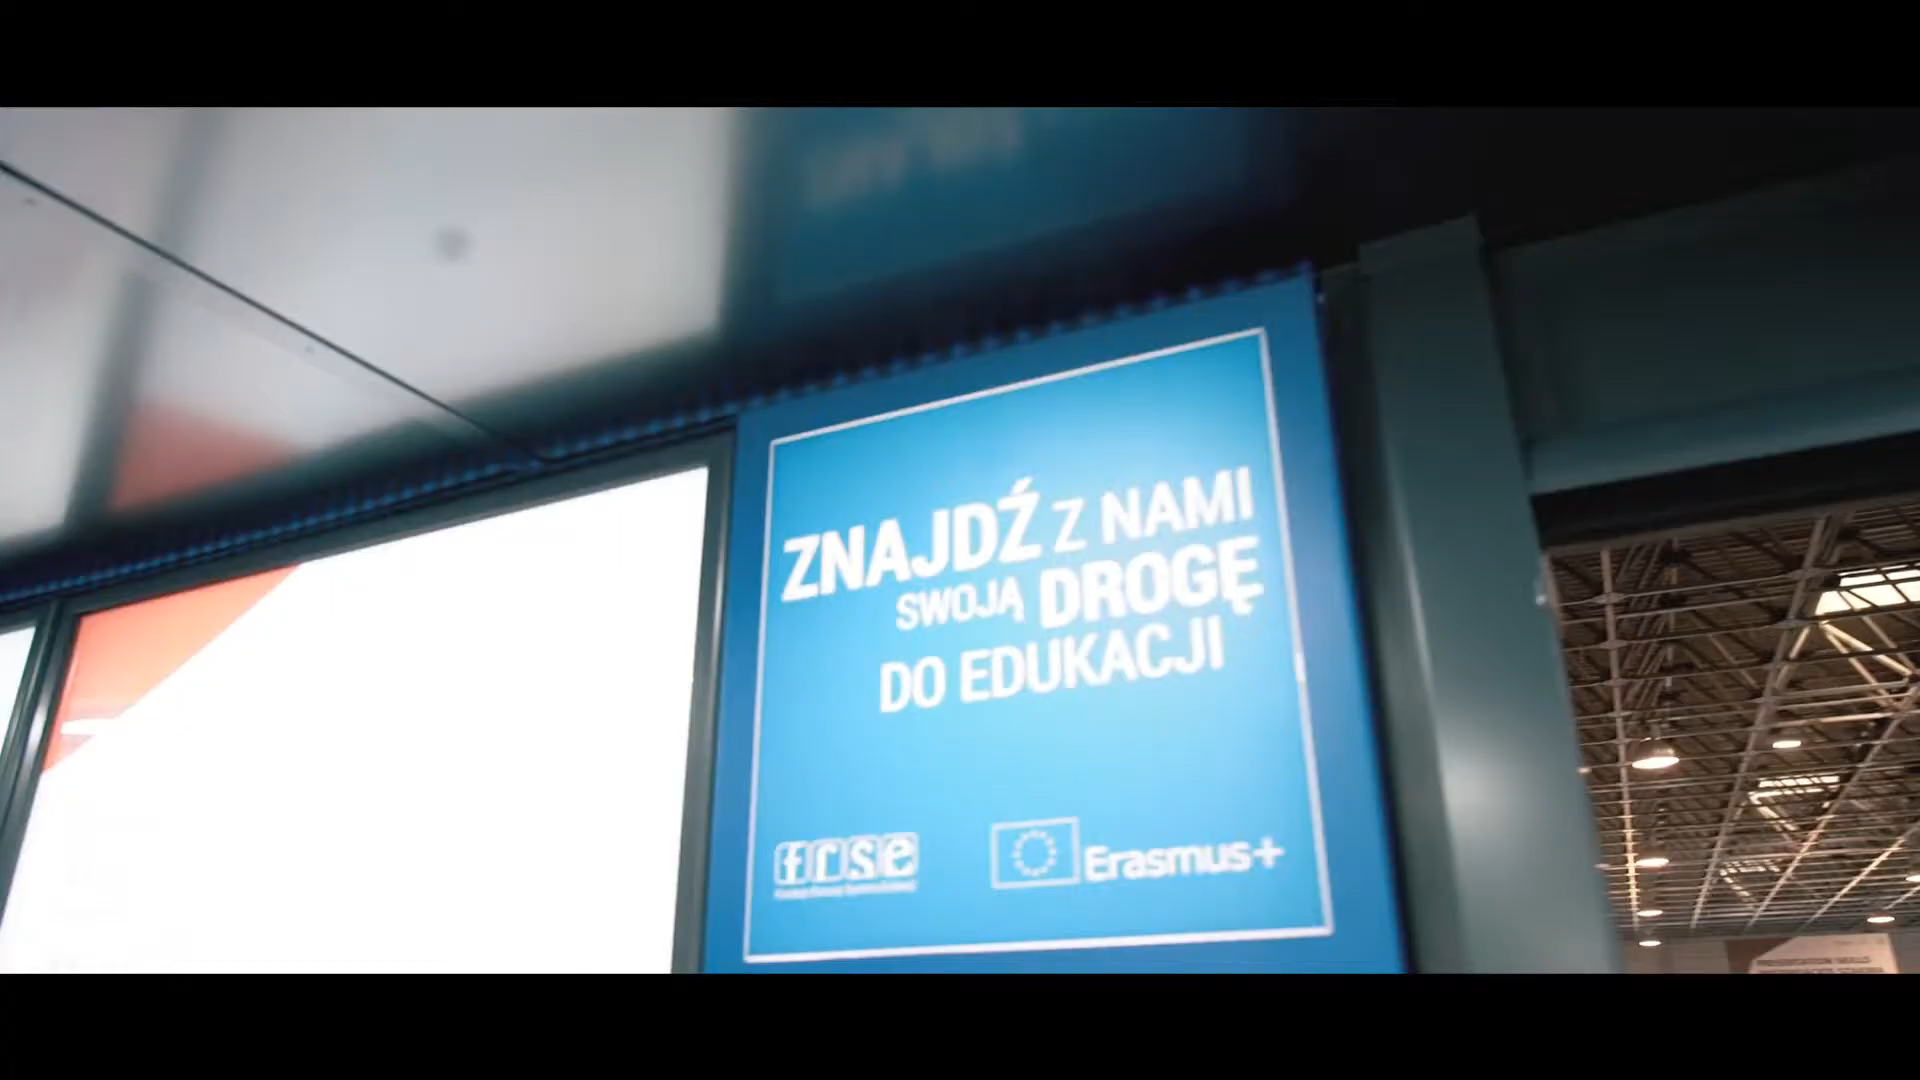 ZNAJDŹ Z NAMI
SWOJĄ DROGĘ
DO EDUKACJI
frse
Erasmus+